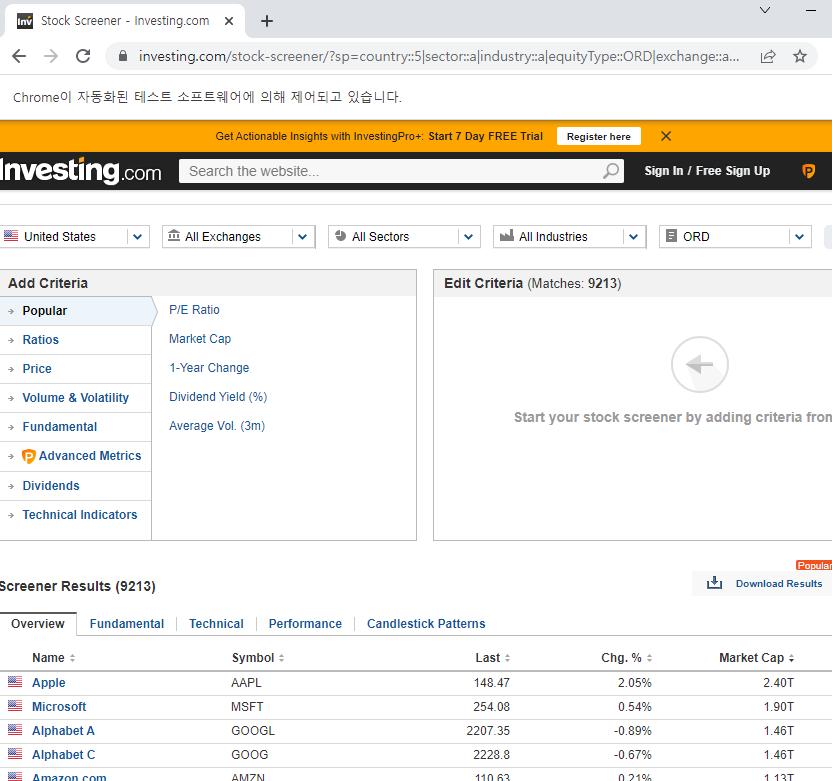 Inv Stock Screener - Investing.com
investing.com/stock-screener/?sp=country::5|sector::a|industry::a|equityType::ORD|exchange::a...
Chrome이 자동화된 테스트 소프트웨어에 의해 제어되고 있습니다.
Get Actionable Insights with InvestingPro+: Start 7 Day FREE Trial Register here
Investing.com Search the website... Sign In / Free Sign Up
United States All Exchanges All Sectors All Industries ORD
Add Criteria
Popular
Ratios
Price
Volume & Volatility
Fundamental
Advanced Metrics
Dividends
Technical Indicators
P/E Ratio
Market Cap
1-Year Change
Dividend Yield (%)
Average Vol. (3m)
Edit Criteria (Matches: 9213)
Start your stock screener by adding criteria from
Popular
Screener Results (9213) Download Results
Overview Fundamental Technical Performance Candlestick Patterns
Name Symbol Last Chg. % Market Cap
Apple AAPL 148.47 2.05% 2.40T
Microsoft MSFT 254.08 0.54% 1.90T
Alphabet A GOOGL 2207.35 -0.89% 1.46T
Alphabet C GOOG 2228.8 -0.67% 1.46T
Amazon.com AMZN 110.63 0.21% 1.13T